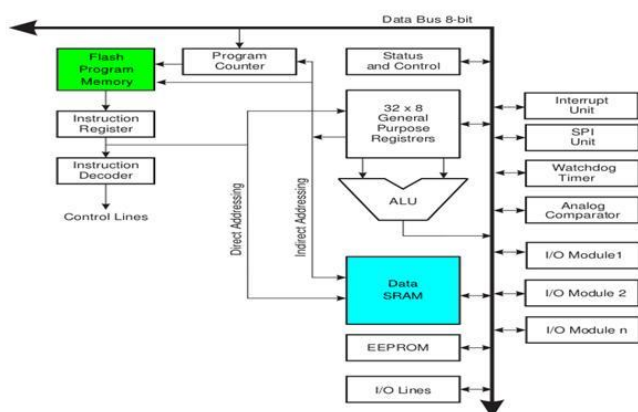 Data Bus 8-bit
Flash
Program
Memory
Program
Counter
Status
and Control
Instruction
Register
32 x 8
General
Purpose
Registrers
Interrupt
Unit
SPI
Unit
Instruction
Decoder
Watchdog
Timer
Control Lines
Direct Addressing
Indirect Addressing
ALU
Analog
Comparator
I/O Module1
Data
SRAM
I/O Module 2
I/O Module n
EEPROM
I/O Lines